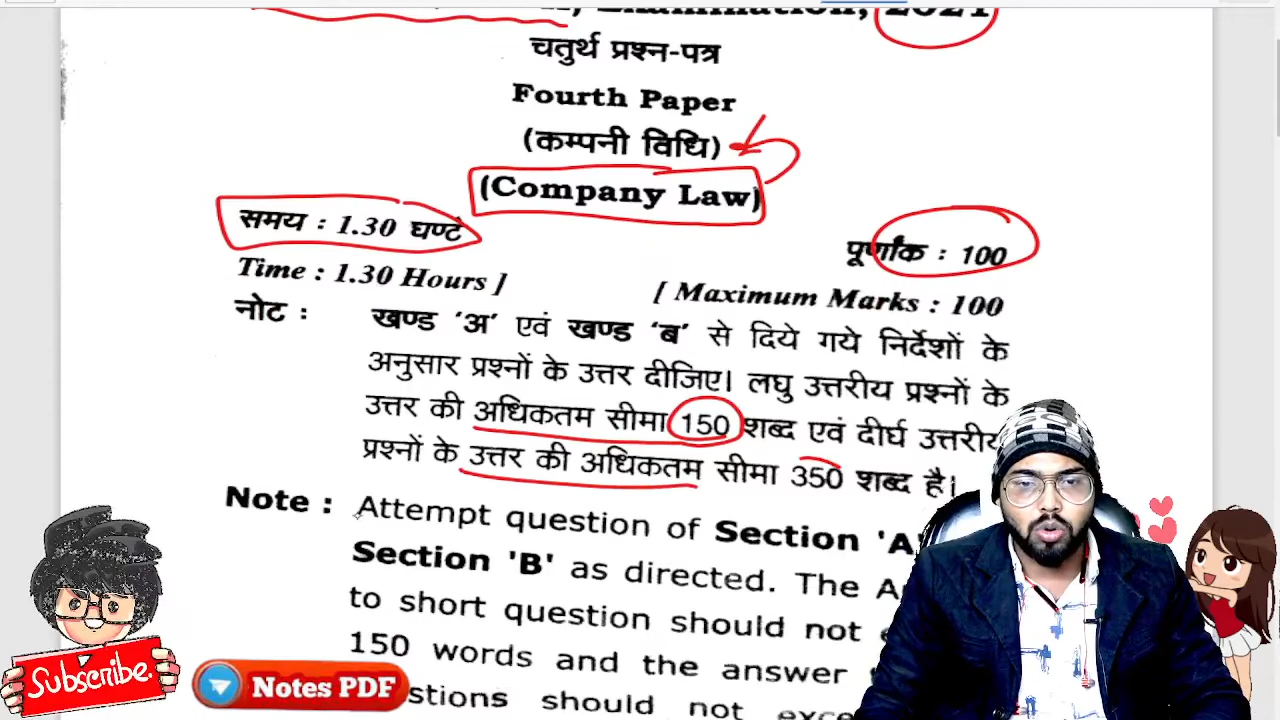 Examination, 2021
चतुर्थ प्रश्न-पत्र
Fourth Paper
(कम्पनी विधि)
(Company Law)
समय : 1.30 घण्टे
पूर्णांक : 100
Time : 1.30 Hours ]
[ Maximum Marks : 100
नोट :
खण्ड 'अ' एवं खण्ड 'ब' से दिये गये निर्देशों के
अनुसार प्रश्नों के उत्तर दीजिए। लघु उत्तरीय प्रश्नों के
उत्तर की अधिकतम सीमा 150 शब्द एवं दीर्घ उत्तरीय
प्रश्नों के उत्तर की अधिकतम सीमा 350 शब्द है।
Note :
Attempt question of Section 'A'
Section 'B' as directed. The
to short question should not
150 words and the answer
should not
Subscribe
Notes PDF